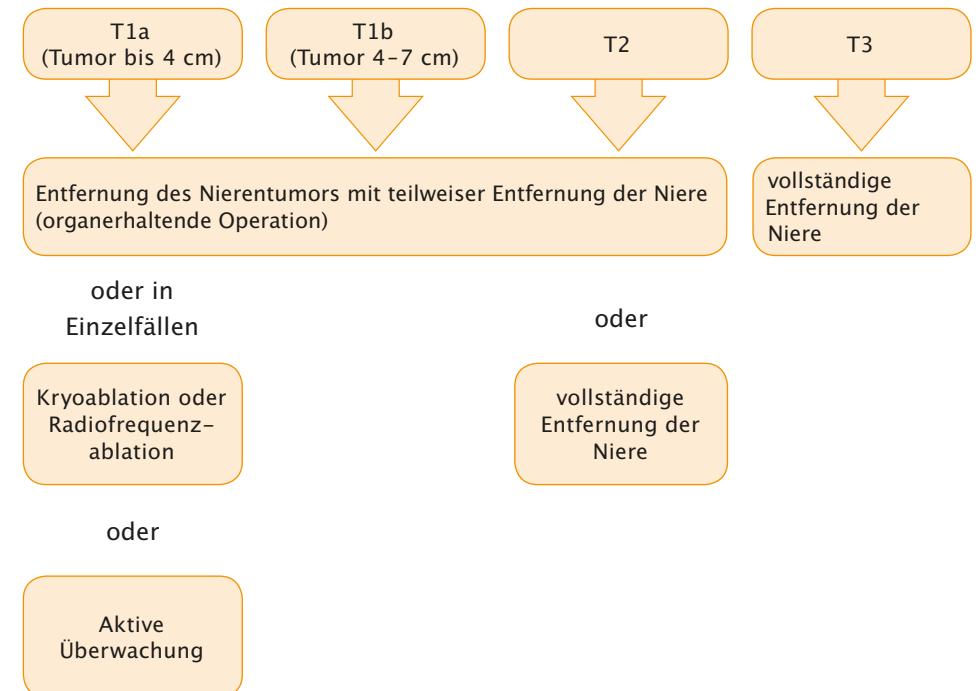 T1a
(Tumor bis 4 cm)
T1b
(Tumor 4–7 cm)
T2
T3
Entfernung des Nierentumors mit teilweiser Entfernung der Niere
(organerhaltende Operation)
vollständige
Entfernung der
Niere
oder in
Einzelfällen
oder
Kryoablation oder
Radiofrequenz-
ablation
vollständige
Entfernung der
Niere
oder
Aktive
Überwachung